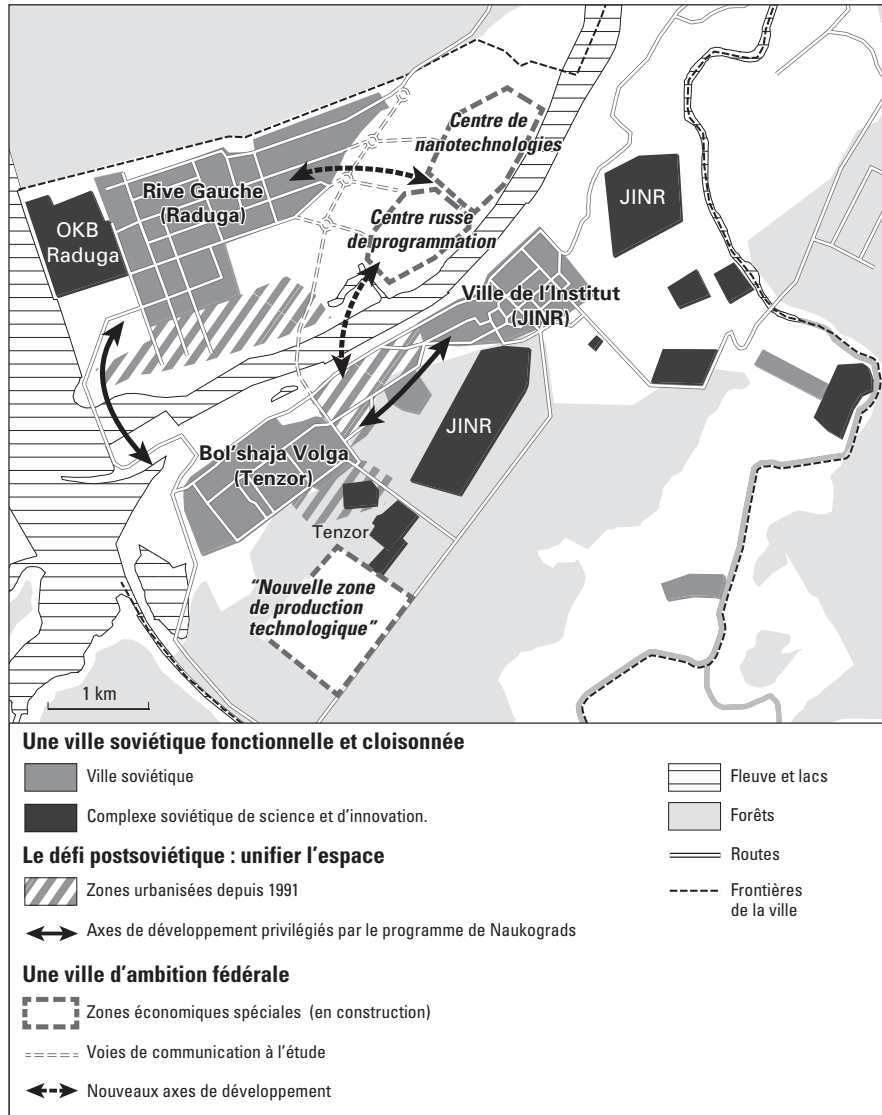 Centre de
nanotechnologies
Rive Gauche
(Raduga)
JINR
OKB
Raduga
Centre russe
de programmation
Ville de l'Institut
(JINR)
JINR
Bol'shaja Volga
(Tenzor)
Tenzor
“Nouvelle zone
de production
technologique”
1 km
Une ville soviétique fonctionnelle et cloisonnée
Ville soviétique
Complexe soviétique de science et d'innovation.
Le défi postsoviétique : unifier l'espace
Zones urbanisées depuis 1991
Axes de développement privilégiés par le programme de Naukograds
Une ville d'ambition fédérale
Zones économiques spéciales (en construction)
Voies de communication à l'étude
Nouveaux axes de développement
Fleuve et lacs
Forêts
Routes
Frontières
de la ville